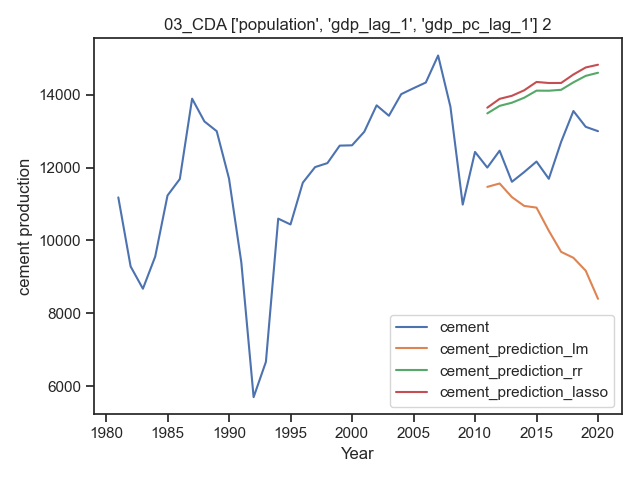 03_CDA ['population', 'gdp_lag_1', 'gdp_pc_lag_1'] 2
cement production
14000
12000
10000
8000
6000
cement
cement_prediction_lm
cement_prediction_rr
cement_prediction_lasso
1980 1985 1990 1995 2000 2005 2010 2015 2020
Year